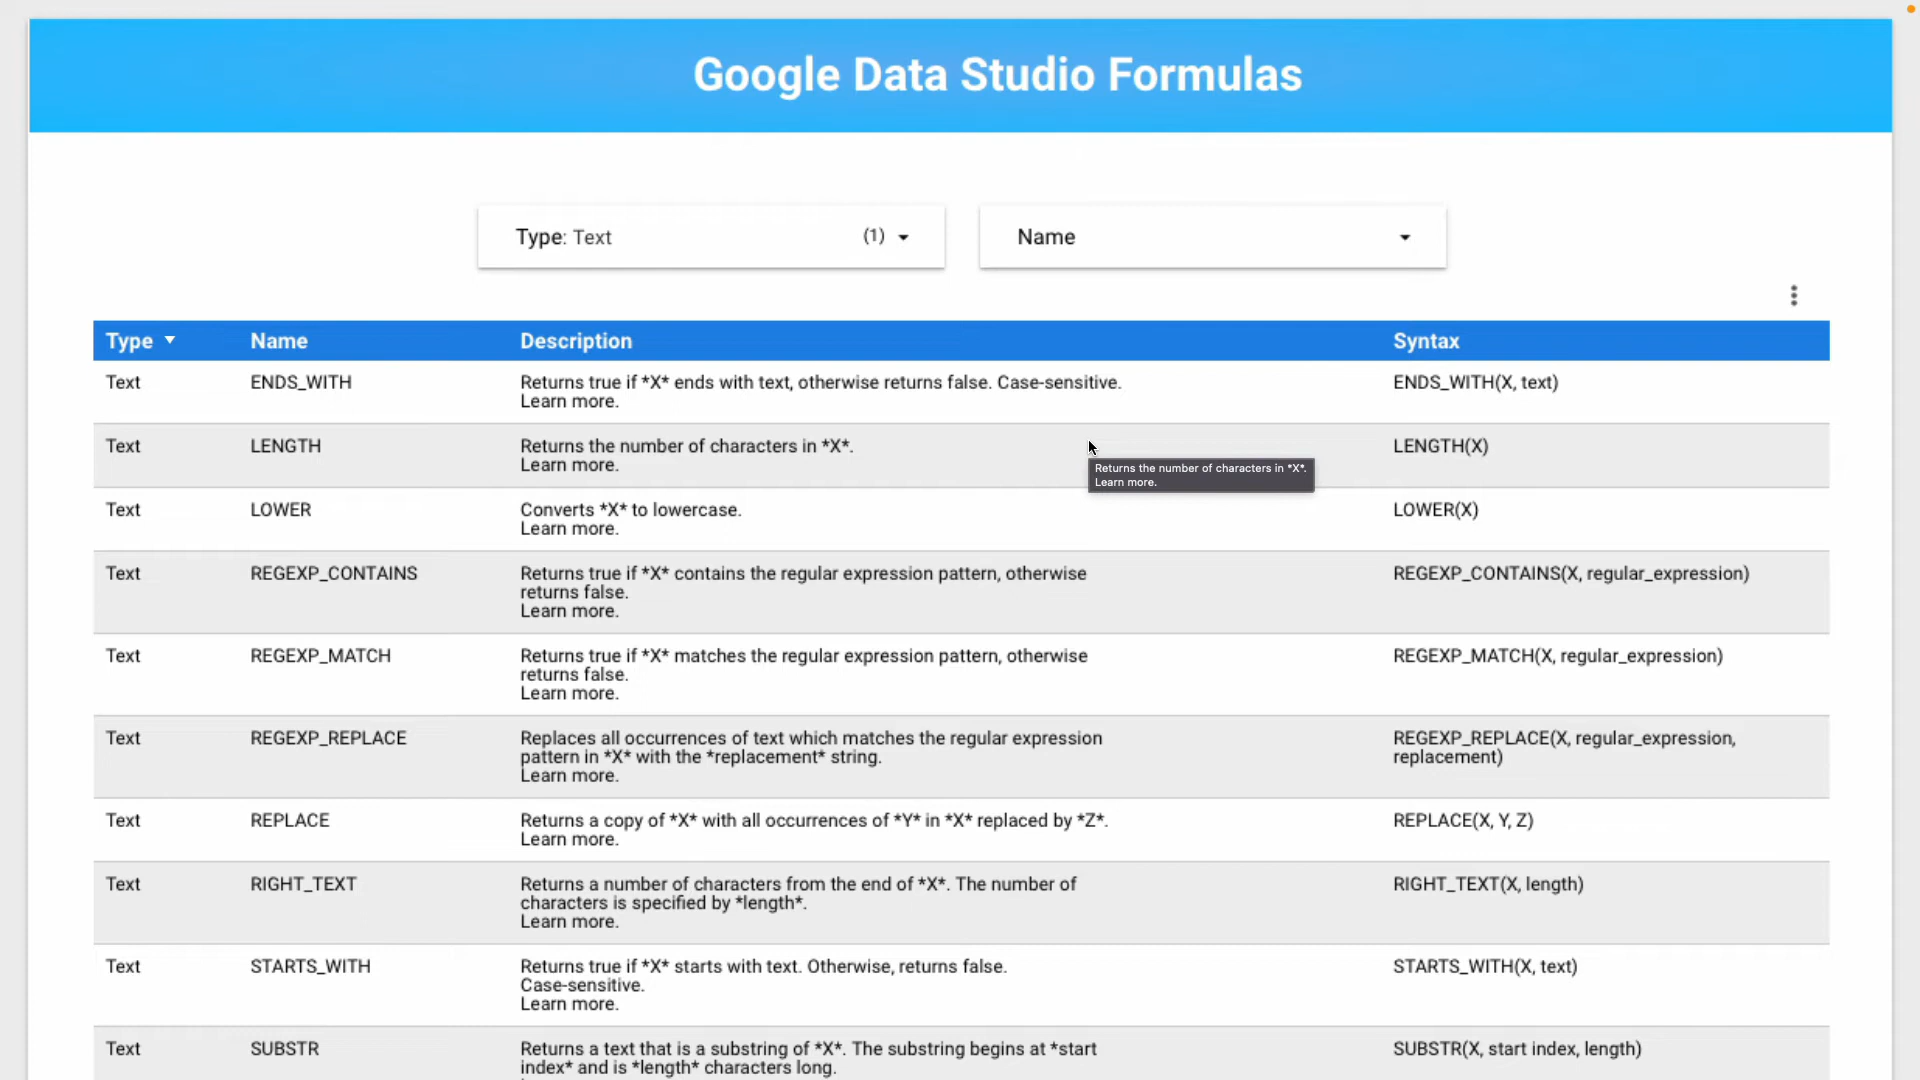 Google Data Studio Formulas
Type: Text (1)
Name
Type Name Description Syntax
Text ENDS_WITH Returns true if *X* ends with text, otherwise returns false. Case-sensitive. ENDS_WITH(X, text)
Learn more.
Text LENGTH Returns the number of characters in *X*. LENGTH(X)
Learn more.
Returns the number of characters in *X*.
Learn more.
Text LOWER Converts *X* to lowercase. LOWER(X)
Learn more.
Text REGEXP_CONTAINS Returns true if *X* contains the regular expression pattern, otherwise REGEXP_CONTAINS(X, regular_expression)
returns false.
Learn more.
Text REGEXP_MATCH Returns true if *X* matches the regular expression pattern, otherwise REGEXP_MATCH(X, regular_expression)
returns false.
Learn more.
Text REGEXP_REPLACE Replaces all occurrences of text which matches the regular expression REGEXP_REPLACE(X, regular_expression,
pattern in *X* with the *replacement* string. replacement)
Learn more.
Text REPLACE Returns a copy of *X* with all occurrences of *Y* in *X* replaced by *Z*. REPLACE(X, Y, Z)
Learn more.
Text RIGHT_TEXT Returns a number of characters from the end of *X*. The number of RIGHT_TEXT(X, length)
characters is specified by *length*.
Learn more.
Text STARTS_WITH Returns true if *X* starts with text. Otherwise, returns false. STARTS_WITH(X, text)
Case-sensitive.
Learn more.
Text SUBSTR Returns a text that is a substring of *X*. The substring begins at *start SUBSTR(X, start index, length)
index* and is *length* characters long.